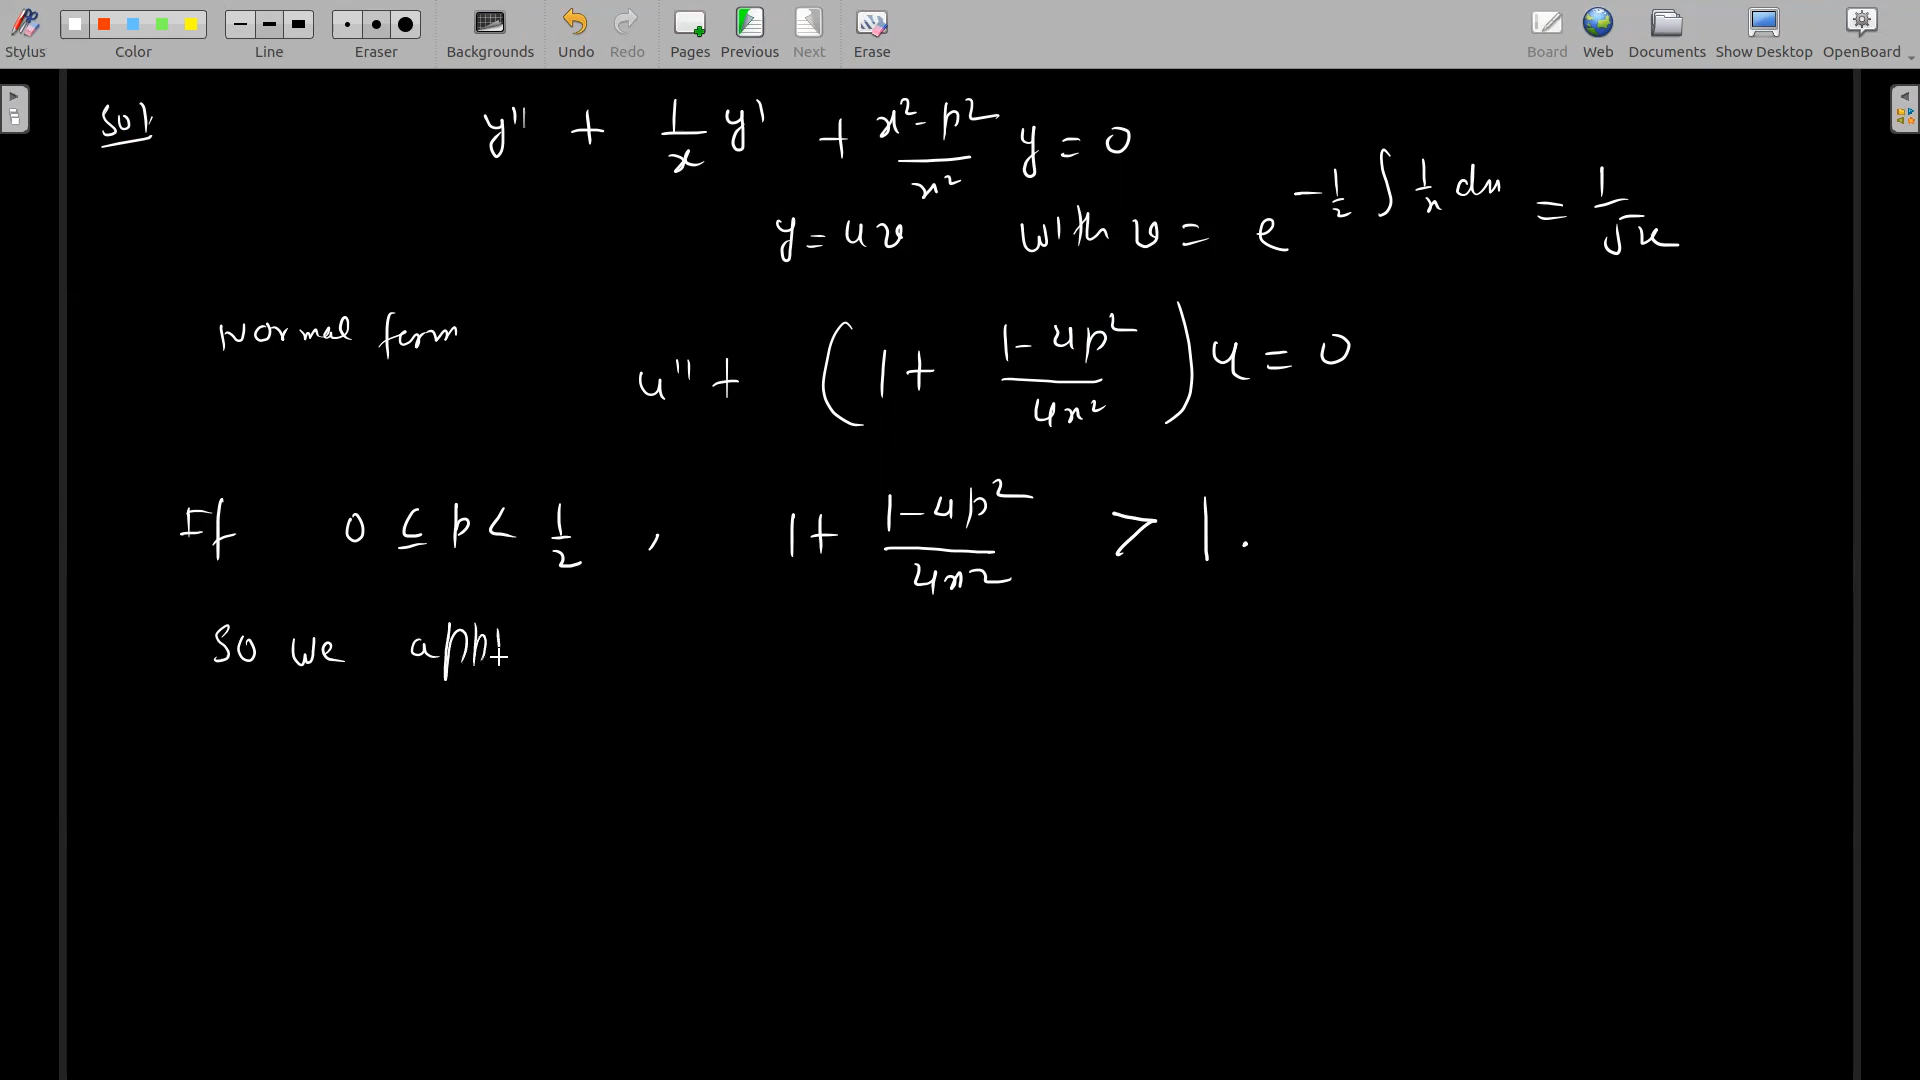 Stylus Color Line Eraser Backgrounds Undo Redo Pages Previous Next Erase Board Web Documents Show Desktop OpenBoard
Sol
y'' + 1/x y' + (x² - p²)/x² y = 0
y = uv with v = e^(-1/2 ∫ 1/x dx) = 1/√x
Normal form
u'' + (1 + (1-4p²)/4x²) u = 0
If 0 ≤ p < 1/2 , 1 + (1-4p²)/4x² > 1 .
So we